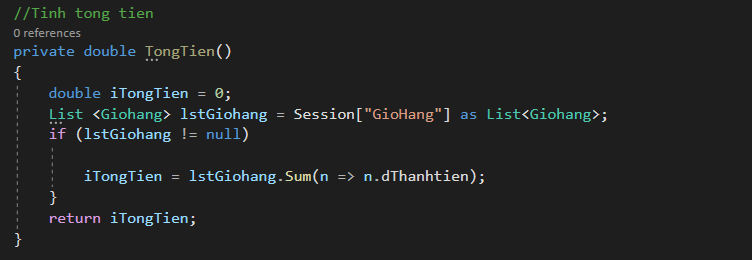 //Tinh tong tien
0 references
private double TongTien()
{
double iTongTien = 0;
List <Giohang> lstGiohang = Session["GioHang"] as List<Giohang>;
if (lstGiohang != null)
iTongTien = lstGiohang.Sum(n => n.dThanhtien);
}
return iTongTien;
}